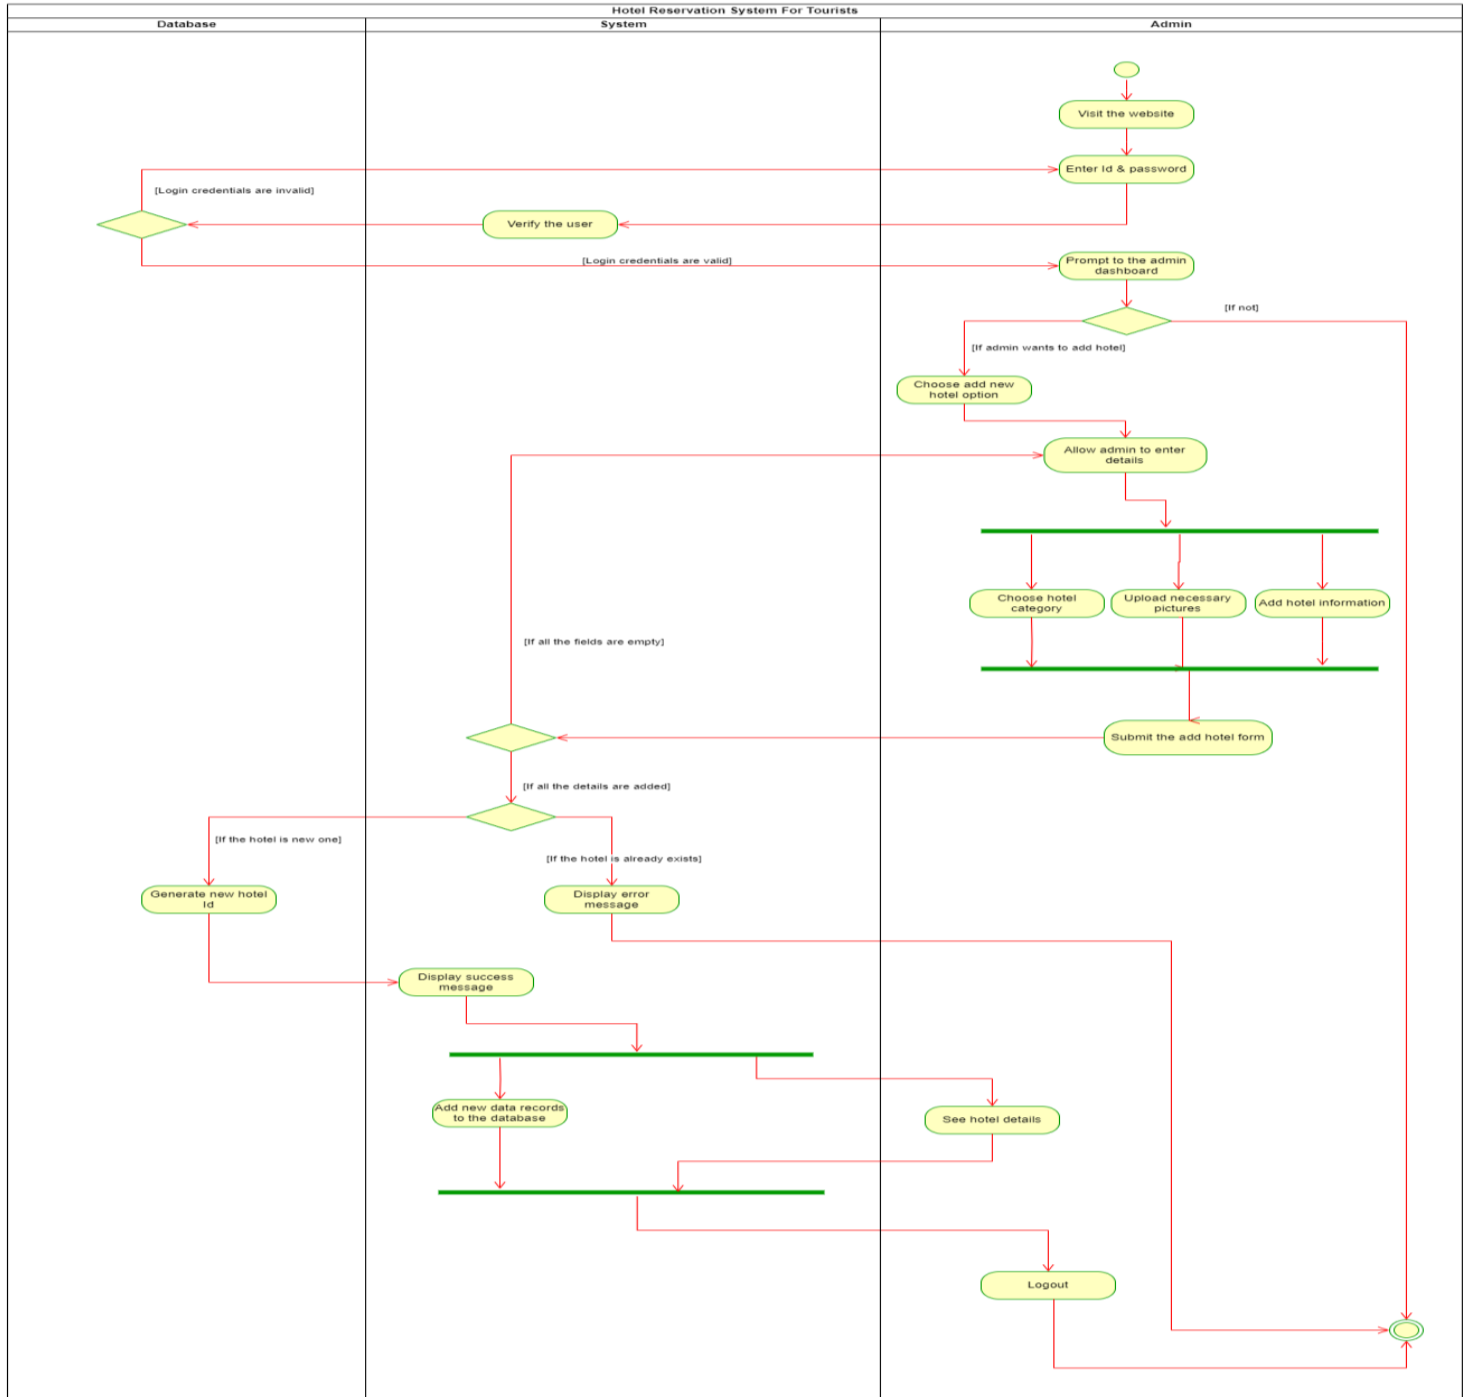 Hotel Reservation System For Tourists
Database
System
Admin
Visit the website
Enter Id & password
[Login credentials are invalid]
Verify the user
[Login credentials are valid]
Prompt to the admin
dashboard
[If not]
[If admin wants to add hotel]
Choose add new
hotel option
Allow admin to enter
details
Choose hotel
category
Upload necessary
pictures
Add hotel information
[If all the fields are empty]
Submit the add hotel form
[If all the details are added]
[If the hotel is new one]
[If the hotel is already exists]
Generate new hotel
Id
Display error
message
Display success
message
Add new data records
to the database
See hotel details
Logout